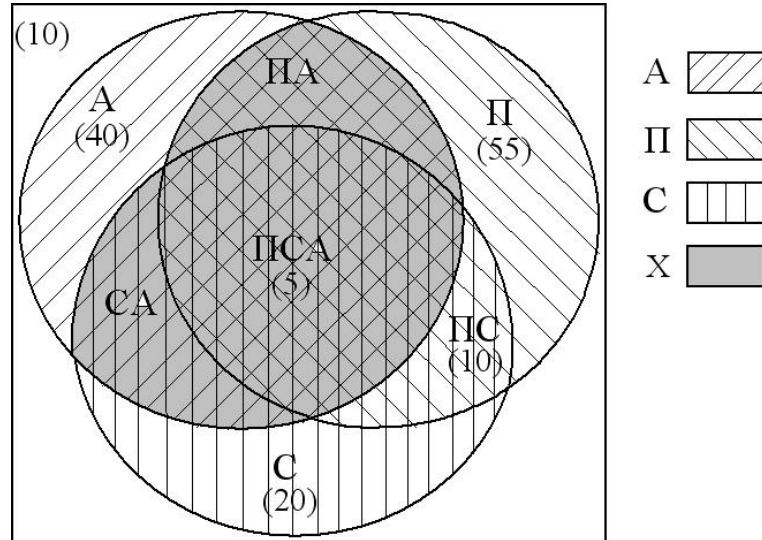 (10)
А
(40)
ПА
П
(55)
ПСА
(5)
СА
ПС
(10)
С
(20)
А
П
С
Х